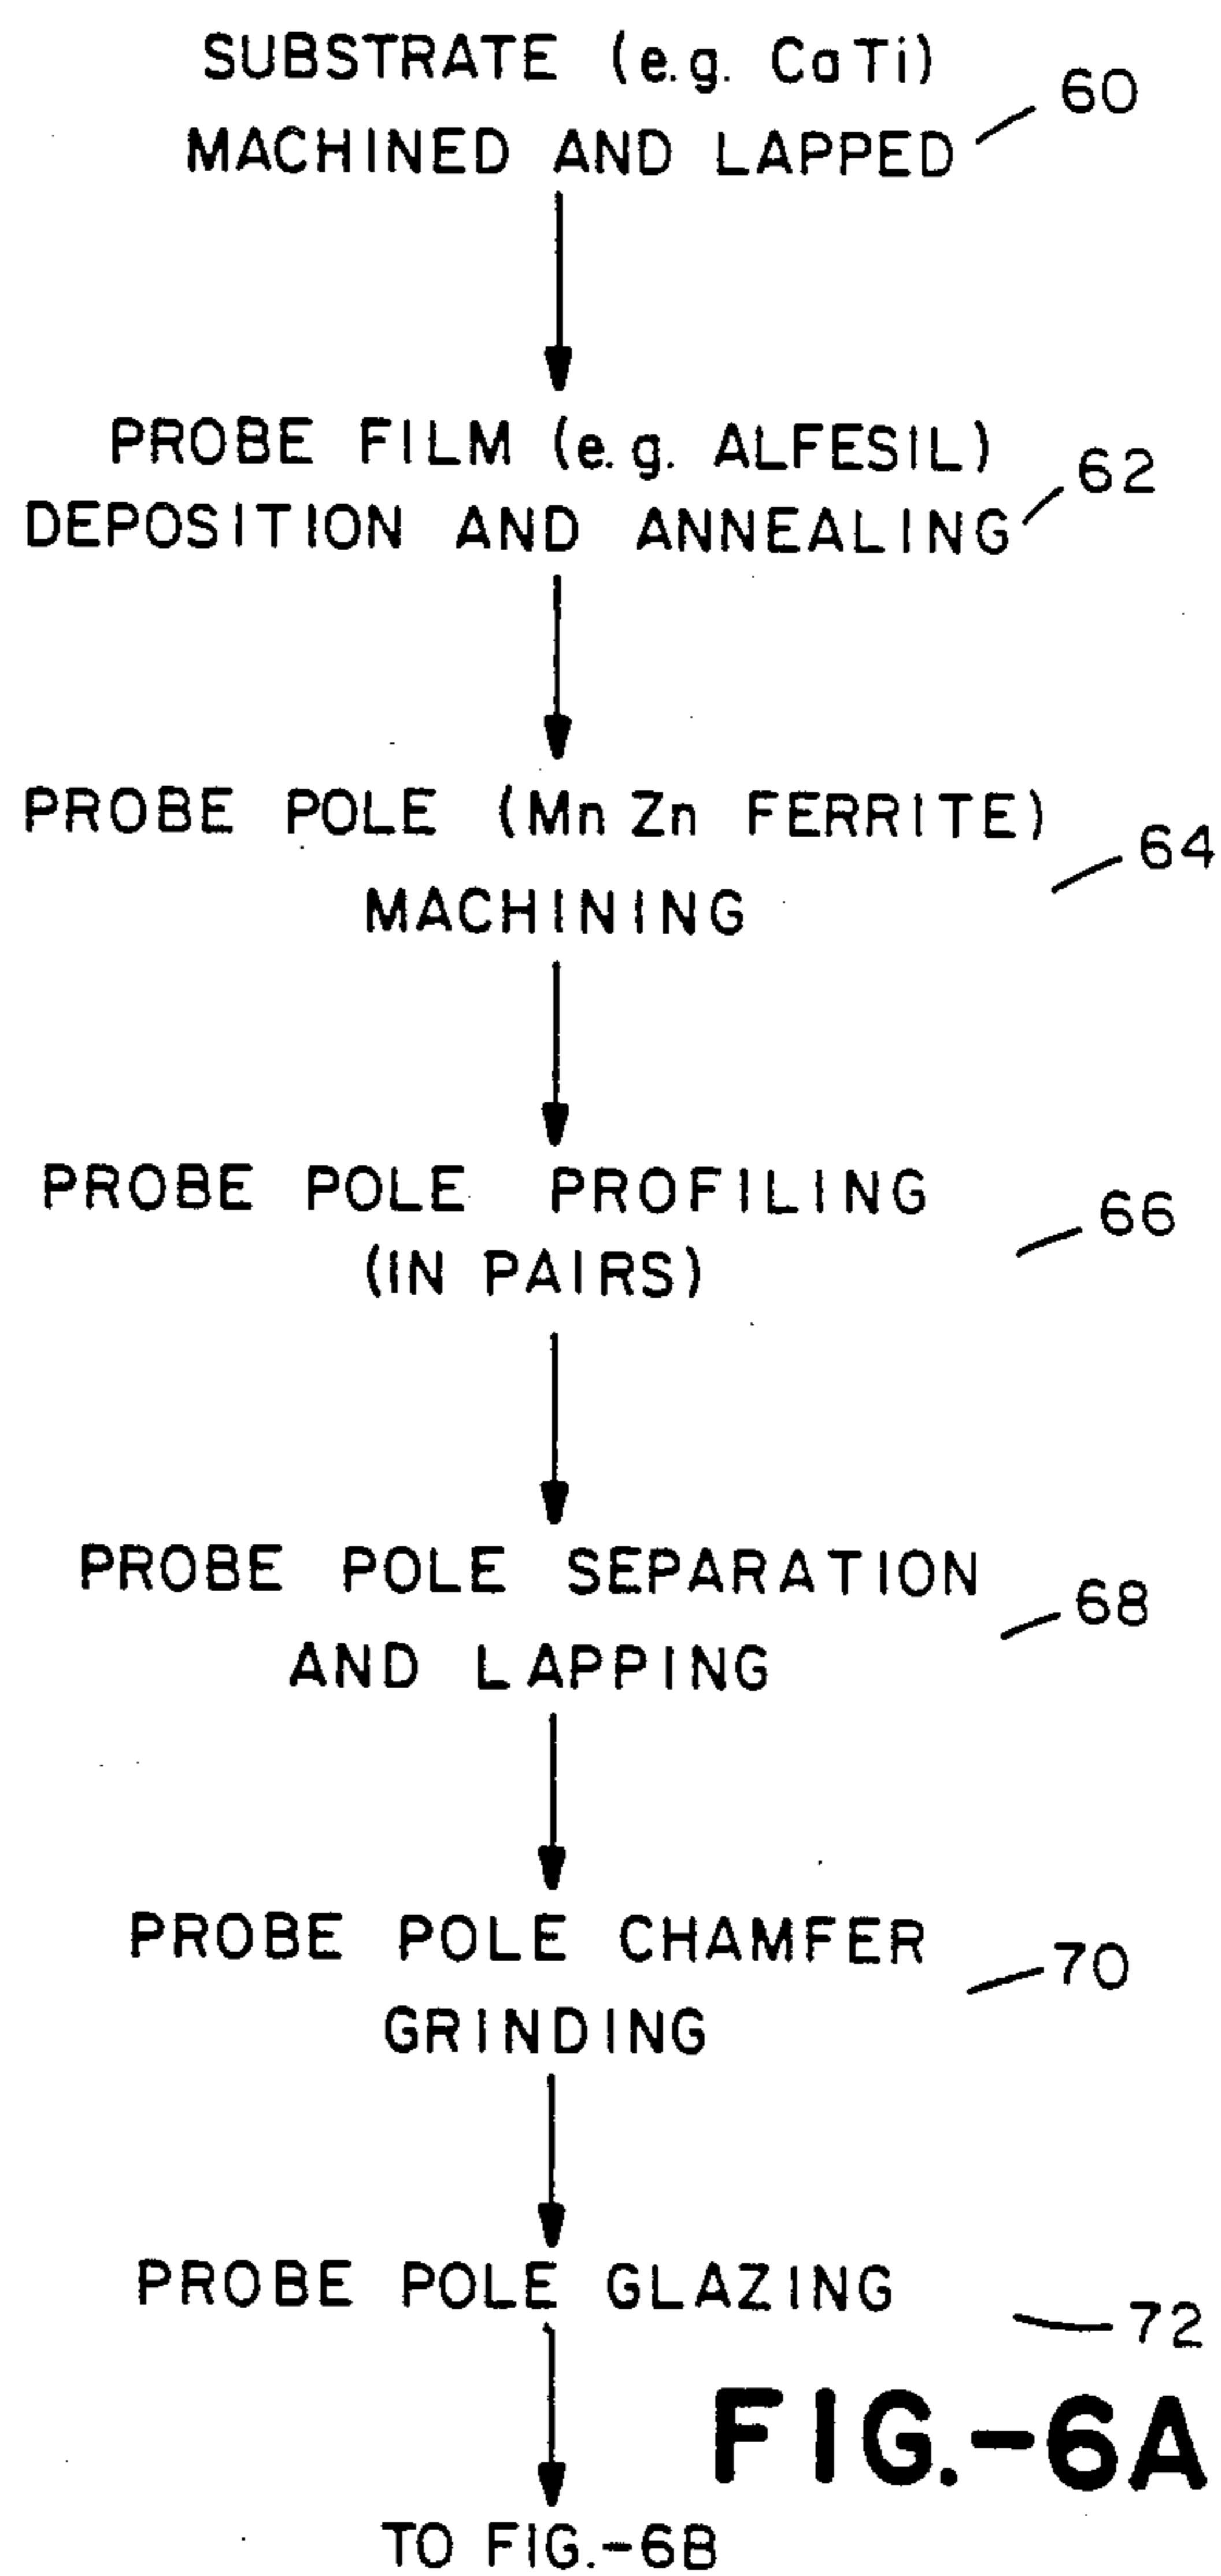 SUBSTRATE (e.g. CaTi)
MACHINED AND LAPPED
60
PROBE FILM (e.g. ALFESIL)
DEPOSITION AND ANNEALING
62
PROBE POLE (Mn Zn FERRITE)
MACHINING
64
PROBE POLE PROFILING
(IN PAIRS)
66
PROBE POLE SEPARATION
AND LAPPING
68
PROBE POLE CHAMFER
GRINDING
70
PROBE POLE GLAZING
72
FIG.-6A
TO FIG.-6B